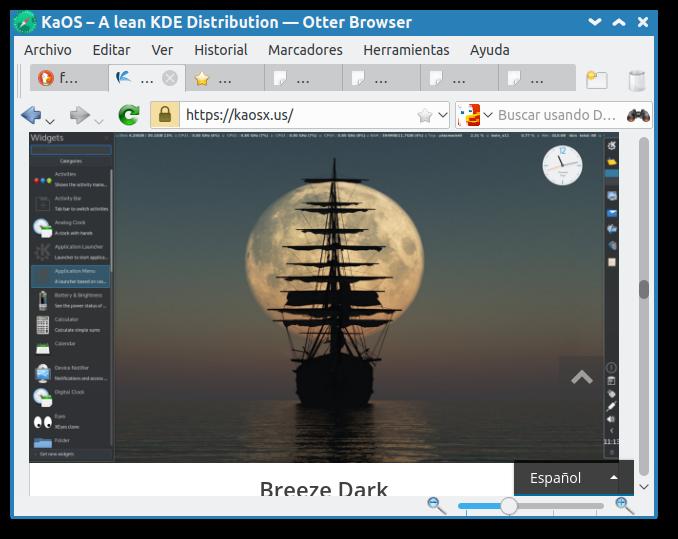 KaOS – A lean KDE Distribution — Otter Browser
Archivo Editar Ver Historial Marcadores Herramientas Ayuda
f... ... ... ... ... ... ...
https://kaosx.us/ Buscar usando D...
Widgets
Categories
Activities
Shows the activity mana...
Activity Bar
Tab bar to switch activities
Analog Clock
A clock with hands
Application Launcher
Launcher to start applica...
Application Menu
A launcher based on cas...
Battery & Brightness
See the power status of ...
Calculator
Calculate simple sums
Calendar
Device Notifier
Notifications and access ...
Digital Clock
Eyes
XEyes clone
Folder
Get new widgets
12
11:13
Breeze Dark
Español